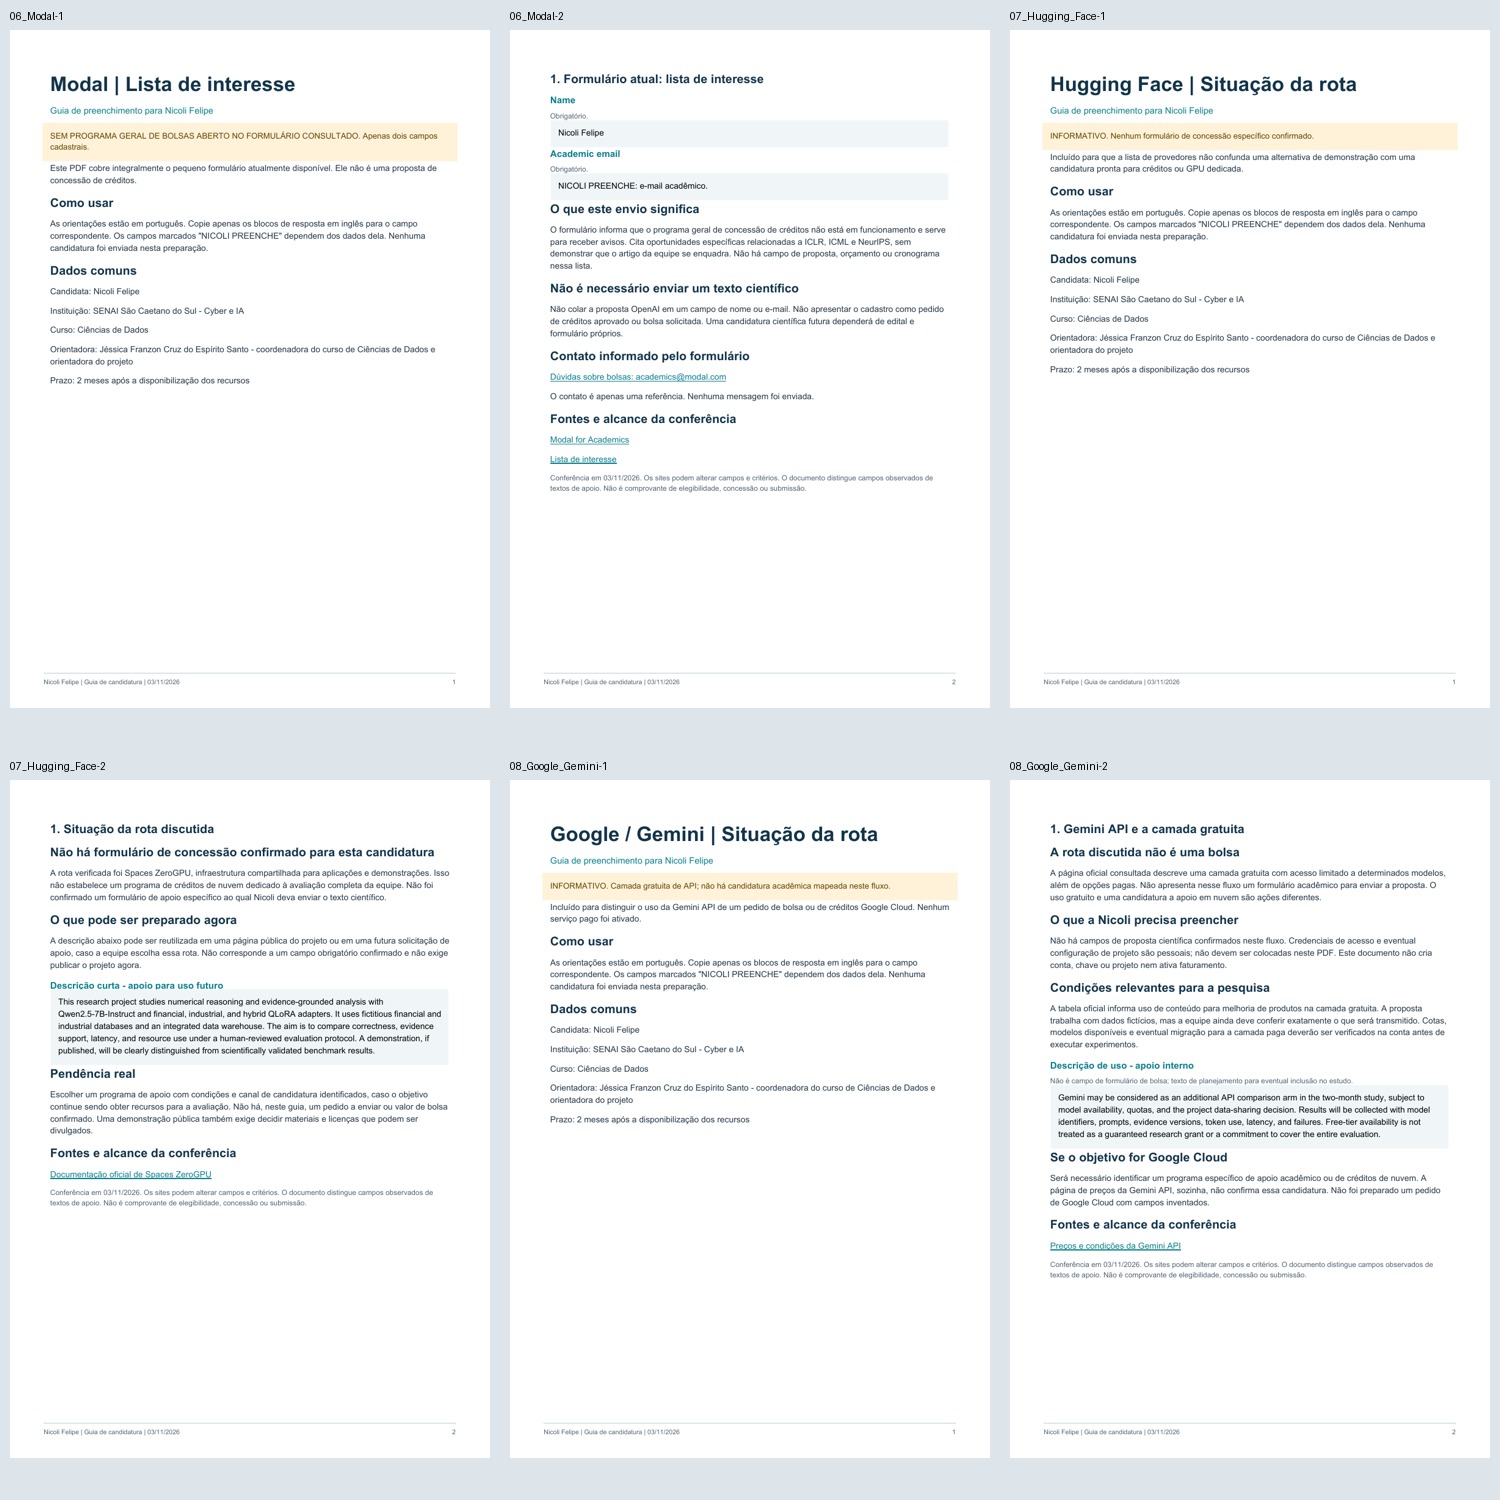 06_Modal-1
Modal | Lista de interesse
Guia de preenchimento para Nicoli Felipe
SEM PROGRAMA GERAL DE BOLSAS ABERTO NO FORMULÁRIO CONSULTADO. Apenas dois campos
cadastrais.
Este PDF cobre integralmente o pequeno formulário atualmente disponível. Ele não é uma proposta de
concessão de créditos.
Como usar
As orientações estão em português. Copie apenas os blocos de resposta em inglês para o campo
correspondente. Os campos marcados "NICOLI PREENCHE" dependem dos dados dela. Nenhuma
candidatura foi enviada nesta preparação.
Dados comuns
Candidata: Nicoli Felipe
Instituição: SENAI São Caetano do Sul - Cyber e IA
Curso: Ciências de Dados
Orientadora: Jéssica Franzon Cruz do Espírito Santo - coordenadora do curso de Ciências de Dados e
orientadora do projeto
Prazo: 2 meses após a disponibilização dos recursos
Nicoli Felipe | Guia de candidatura | 03/11/2026
1
06_Modal-2
1. Formulário atual: lista de interesse
Name
Obrigatório.
Nicoli Felipe
Academic email
Obrigatório.
NICOLI PREENCHE: e-mail acadêmico.
O que este envio significa
O formulário informa que o programa geral de concessão de créditos não está em funcionamento e serve
para receber avisos. Cita oportunidades específicas relacionadas a ICLR, ICML e NeurIPS, sem
demonstrar que o artigo da equipe se enquadra. Não há campo de proposta, orçamento ou cronograma
nessa lista.
Não é necessário enviar um texto científico
Não colar a proposta OpenAI em um campo de nome ou e-mail. Não apresentar o cadastro como pedido
de créditos aprovado ou bolsa solicitada. Uma candidatura científica futura dependerá de edital e
formulário próprios.
Contato informado pelo formulário
Dúvidas sobre bolsas: academics@modal.com
O contato é apenas uma referência. Nenhuma mensagem foi enviada.
Fontes e alcance da conferência
Modal for Academics
Lista de interesse
Conferência em 03/11/2026. Os sites podem alterar campos e critérios. O documento distingue campos observados de
textos de apoio. Não é comprovante de elegibilidade, concessão ou submissão.
Nicoli Felipe | Guia de candidatura | 03/11/2026
2
07_Hugging_Face-1
Hugging Face | Situação da rota
Guia de preenchimento para Nicoli Felipe
INFORMATIVO. Nenhum formulário de concessão específico confirmado.
Incluído para que a lista de provedores não confunda uma alternativa de demonstração com uma
candidatura pronta para créditos ou GPU dedicada.
Como usar
As orientações estão em português. Copie apenas os blocos de resposta em inglês para o campo
correspondente. Os campos marcados "NICOLI PREENCHE" dependem dos dados dela. Nenhuma
candidatura foi enviada nesta preparação.
Dados comuns
Candidata: Nicoli Felipe
Instituição: SENAI São Caetano do Sul - Cyber e IA
Curso: Ciências de Dados
Orientadora: Jéssica Franzon Cruz do Espírito Santo - coordenadora do curso de Ciências de Dados e
orientadora do projeto
Prazo: 2 meses após a disponibilização dos recursos
Nicoli Felipe | Guia de candidatura | 03/11/2026
1
07_Hugging_Face-2
1. Situação da rota discutida
Não há formulário de concessão confirmado para esta candidatura
A rota verificada foi Spaces ZeroGPU, infraestrutura compartilhada para aplicações e demonstrações. Isso
não estabelece um programa de créditos de nuvem dedicado à avaliação completa da equipe. Não foi
confirmado um formulário de apoio específico ao qual Nicoli deva enviar o texto científico.
O que pode ser preparado agora
A descrição abaixo pode ser reutilizada em uma página pública do projeto ou em uma futura solicitação de
apoio, caso a equipe escolha essa rota. Não corresponde a um campo obrigatório confirmado e não exige
publicar o projeto agora.
Descrição curta - apoio para uso futuro
This research project studies numerical reasoning and evidence-grounded analysis with
Qwen2.5-7B-Instruct and financial, industrial, and hybrid QLoRA adapters. It uses fictitious financial and
industrial databases and an integrated data warehouse. The aim is to compare correctness, evidence
support, latency, and resource use under a human-reviewed evaluation protocol. A demonstration, if
published, will be clearly distinguished from scientifically validated benchmark results.
Pendência real
Escolher um programa de apoio com condições e canal de candidatura identificados, caso o objetivo
continue sendo obter recursos para a avaliação. Não há, neste guia, um pedido a enviar ou valor de bolsa
confirmado. Uma demonstração pública também exige decidir materiais e licenças que podem ser
divulgados.
Fontes e alcance da conferência
Documentação oficial de Spaces ZeroGPU
Conferência em 03/11/2026. Os sites podem alterar campos e critérios. O documento distingue campos observados de
textos de apoio. Não é comprovante de elegibilidade, concessão ou submissão.
Nicoli Felipe | Guia de candidatura | 03/11/2026
2
08_Google_Gemini-1
Google / Gemini | Situação da rota
Guia de preenchimento para Nicoli Felipe
INFORMATIVO. Camada gratuita de API; não há candidatura acadêmica mapeada neste fluxo.
Incluído para distinguir o uso da Gemini API de um pedido de bolsa ou de créditos Google Cloud. Nenhum
serviço pago foi ativado.
Como usar
As orientações estão em português. Copie apenas os blocos de resposta em inglês para o campo
correspondente. Os campos marcados "NICOLI PREENCHE" dependem dos dados dela. Nenhuma
candidatura foi enviada nesta preparação.
Dados comuns
Candidata: Nicoli Felipe
Instituição: SENAI São Caetano do Sul - Cyber e IA
Curso: Ciências de Dados
Orientadora: Jéssica Franzon Cruz do Espírito Santo - coordenadora do curso de Ciências de Dados e
orientadora do projeto
Prazo: 2 meses após a disponibilização dos recursos
Nicoli Felipe | Guia de candidatura | 03/11/2026
1
08_Google_Gemini-2
1. Gemini API e a camada gratuita
A rota discutida não é uma bolsa
A página oficial consultada descreve uma camada gratuita com acesso limitado a determinados modelos,
além de opções pagas. Não apresenta nesse fluxo um formulário acadêmico para enviar a proposta. O
uso gratuito e uma candidatura a apoio em nuvem são ações diferentes.
O que a Nicoli precisa preencher
Não há campos de proposta científica confirmados neste fluxo. Credenciais de acesso e eventual
configuração de projeto são pessoais; não devem ser colocadas neste PDF. Este documento não cria
conta, chave ou projeto nem ativa faturamento.
Condições relevantes para a pesquisa
A tabela oficial informa uso de conteúdo para melhoria de produtos na camada gratuita. A proposta
trabalha com dados fictícios, mas a equipe ainda deve conferir exatamente o que será transmitido. Cotas,
modelos disponíveis e eventual migração para a camada paga deverão ser verificados na conta antes de
executar experimentos.
Descrição de uso - apoio interno
Não é campo de formulário de bolsa; texto de planejamento para eventual inclusão no estudo.
Gemini may be considered as an additional API comparison arm in the two-month study, subject to
model availability, quotas, and the project data-sharing decision. Results will be collected with model
identifiers, prompts, evidence versions, token use, latency, and failures. Free-tier availability is not
treated as a guaranteed research grant or a commitment to cover the entire evaluation.
Se o objetivo for Google Cloud
Será necessário identificar um programa específico de apoio acadêmico ou de créditos de nuvem. A
página de preços da Gemini API, sozinha, não confirma essa candidatura. Não foi preparado um pedido
de Google Cloud com campos inventados.
Fontes e alcance da conferência
Preços e condições da Gemini API
Conferência em 03/11/2026. Os sites podem alterar campos e critérios. O documento distingue campos observados de
textos de apoio. Não é comprovante de elegibilidade, concessão ou submissão.
Nicoli Felipe | Guia de candidatura | 03/11/2026
2